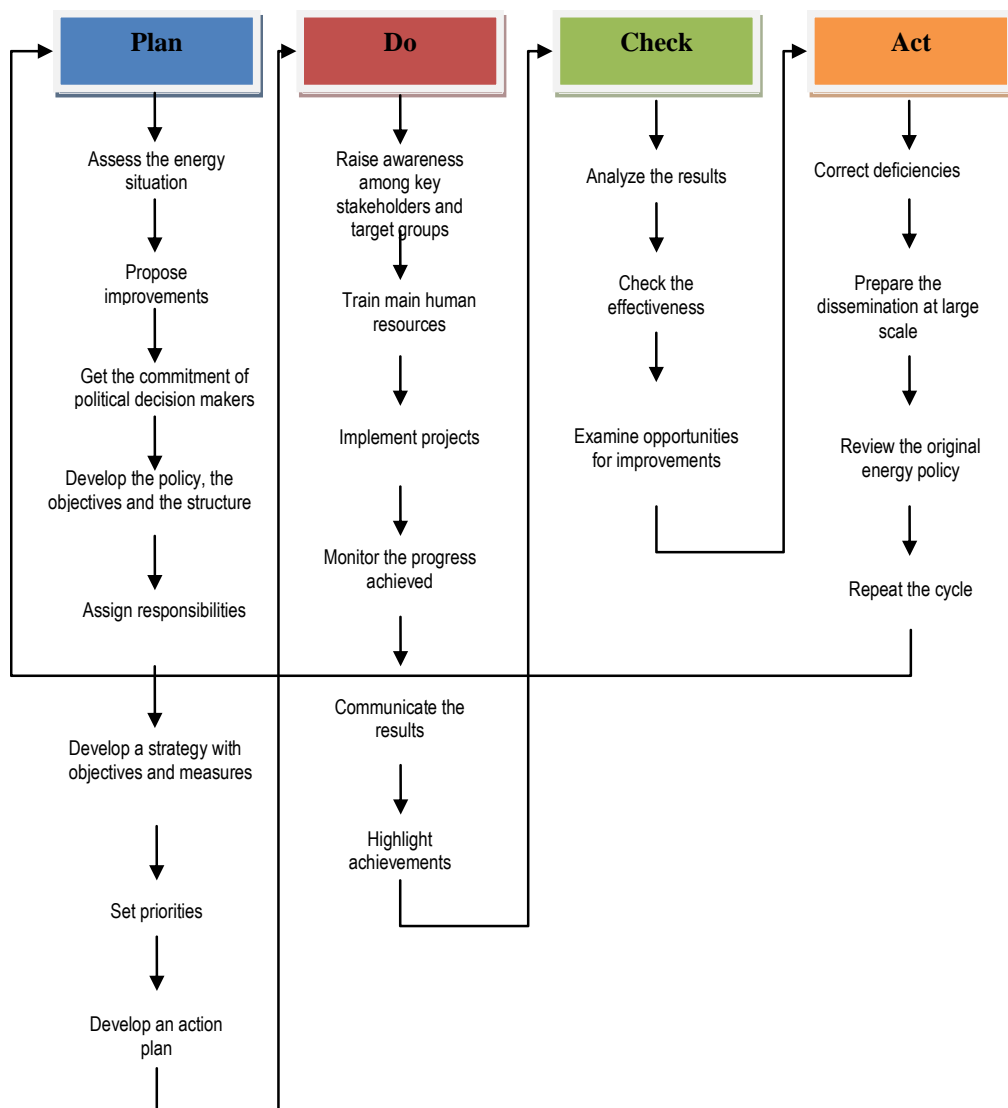 Plan
Assess the energy
situation
Propose
improvements
Get the commitment of
political decision makers
Develop the policy, the
objectives and the structure
Assign responsibilities
Develop a strategy with
objectives and measures
Set priorities
Develop an action
plan
Do
Raise awareness
among key
stakeholders and
target groups
Train main human
resources
Implement projects
Monitor the progress
achieved
Communicate the
results
Highlight
achievements
Check
Analyze the results
Check the
effectiveness
Examine opportunities
for improvements
Act
Correct deficiencies
Prepare the
dissemination at large
scale
Review the original
energy policy
Repeat the cycle